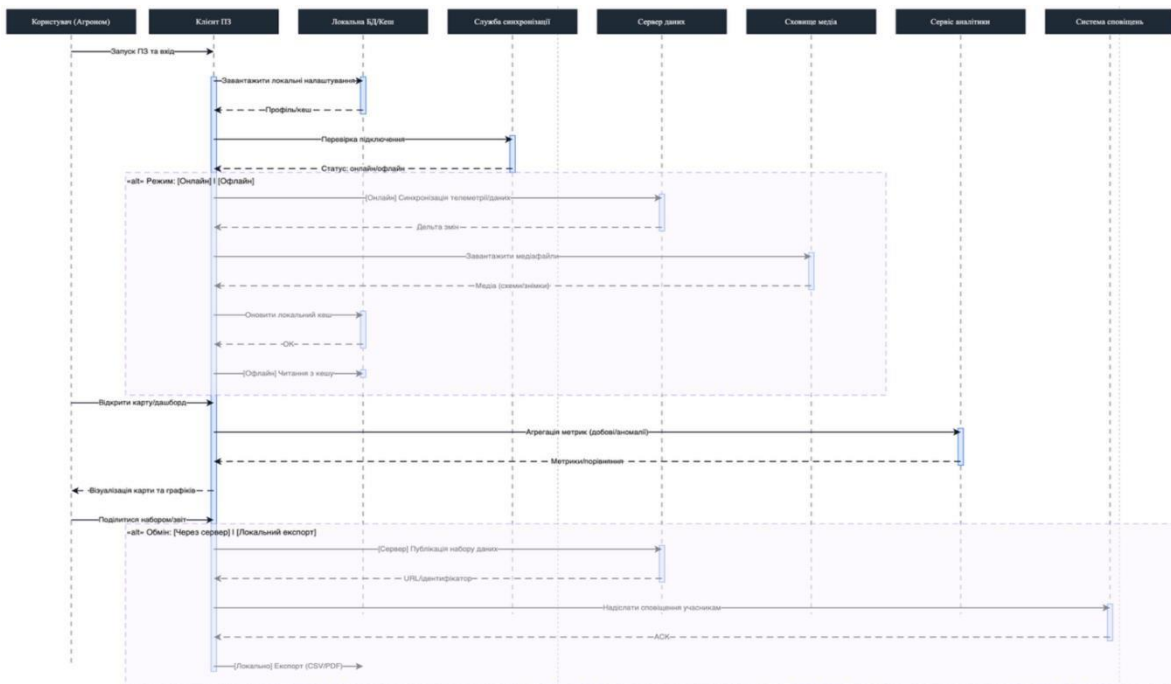 Користувач (Агроном)
Клієнт ПЗ
Локальна БД/Кеш
Служба синхронізації
Сервер даних
Сховище медіа
Сервіс аналітики
Система сповіщень
Запуск ПЗ та вхід
Завантажити локальні налаштування
Профіль/кеш
Перевірка підключення
Статус: онлайн/офлайн
«alt» Режим: [Онлайн] | [Офлайн]
[Онлайн] Синхронізація телеметрії/даних
Дельта змін
Завантажити медіафайли
Медіа (схеми/знімки)
Оновити локальний кеш
OK
[Офлайн] Читання з кешу
Відкрити карту/дашборд
Агрегація метрик (добові/аномалії)
Метрики/порівняння
Візуалізація карти та графіків
Поділитися набором/звіт
«alt» Обмін: [Через сервер] | [Локальний експорт]
[Сервер] Публікація набору даних
URL/ідентифікатор
Надіслати сповіщення учасникам
ACK
[Локально] Експорт (CSV/PDF)